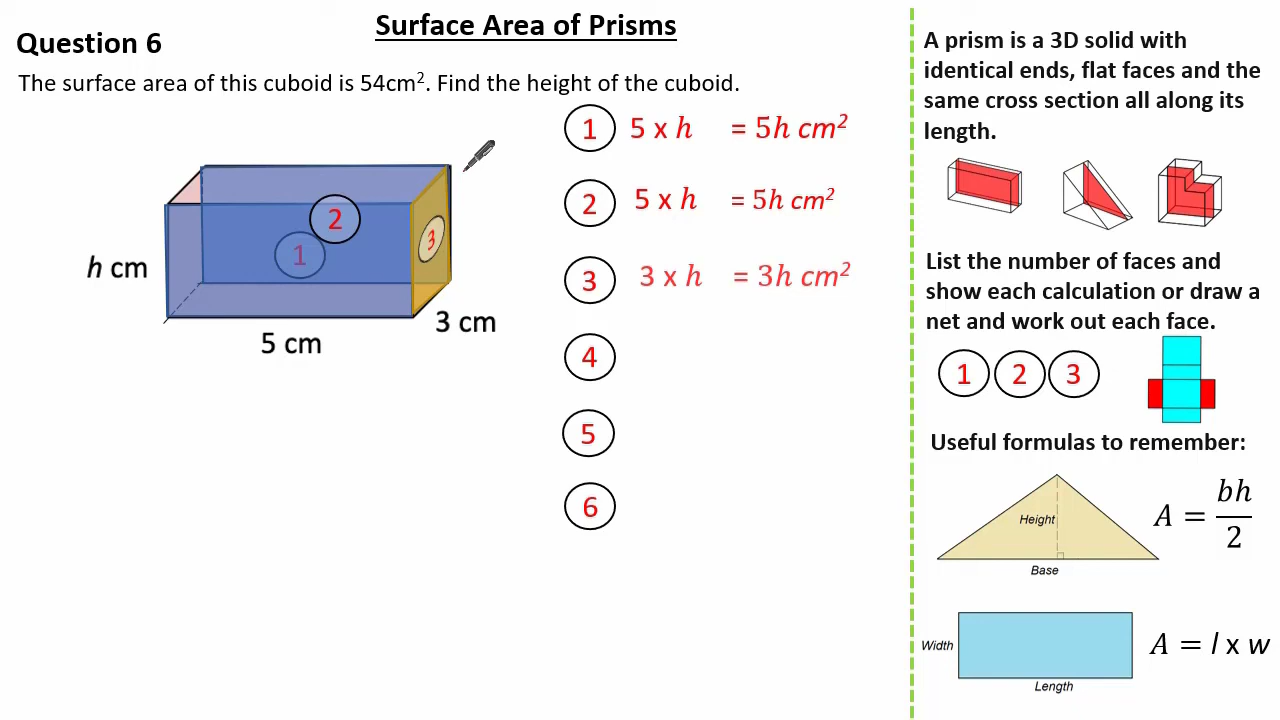 Surface Area of Prisms
Question 6
The surface area of this cuboid is 54cm². Find the height of the cuboid.
h cm
5 cm
3 cm
1
2
3
1 5 x h = 5h cm²
2 5 x h = 5h cm²
3 3 x h = 3h cm²
4
5
6
A prism is a 3D solid with
identical ends, flat faces and the
same cross section all along its
length.
List the number of faces and
show each calculation or draw a
net and work out each face.
1 2 3
Useful formulas to remember:
Height
Base
A = bh/2
Width
Length
A = l x w